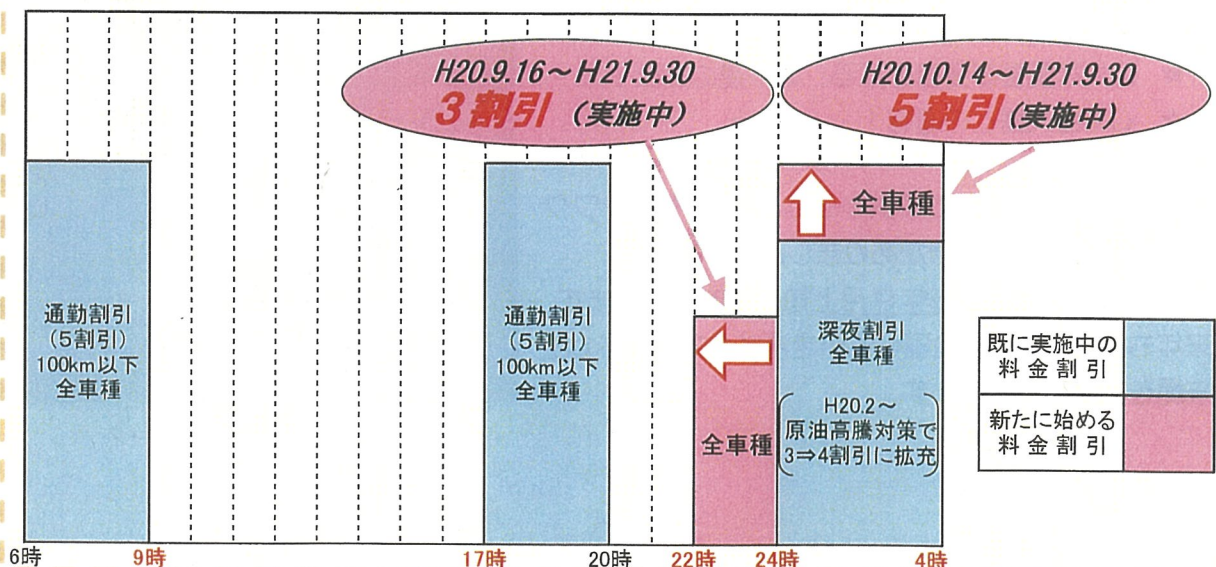 H20.9.16～H21.9.30
3割引 (実施中)
H20.10.14～H21.9.30
5割引(実施中)
全車種
通勤割引
(5割引)
100km以下
全車種
通勤割引
(5割引)
100km以下
全車種
全車種
深夜割引
全車種
H20.2～
原油高騰対策で
3⇒4割引に拡充
既に実施中の
料金割引
新たに始める
料金割引
6時 9時 17時 20時 22時 24時 4時